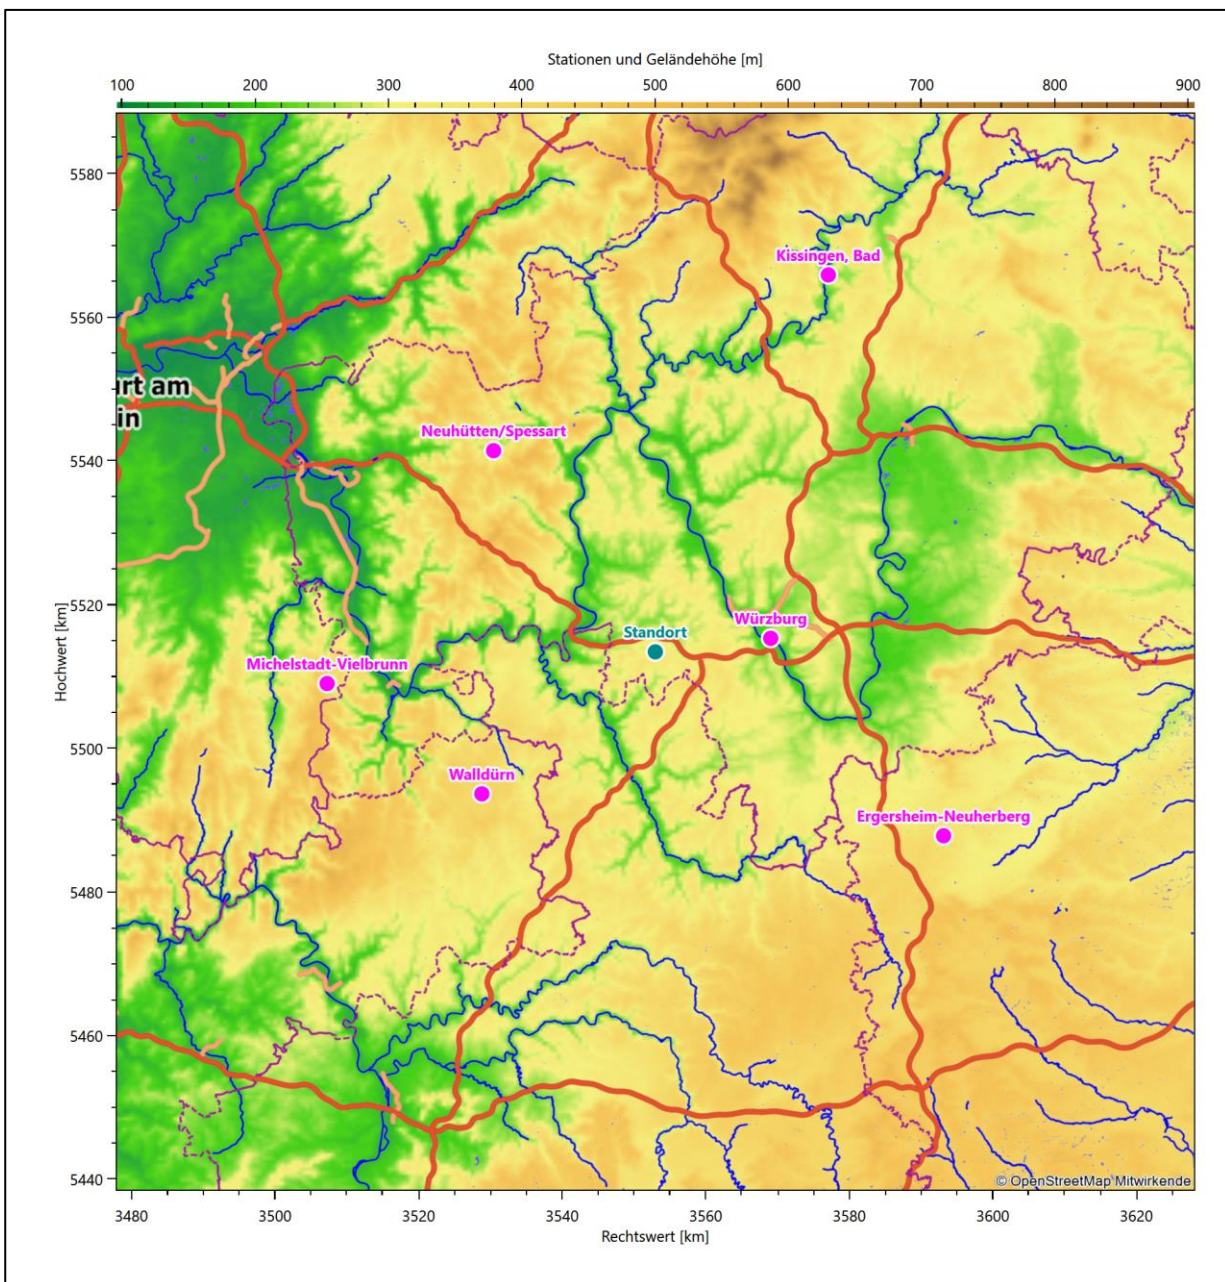 Stationen und Geländehöhe [m]
100 200 300 400 500 600 700 800 900
5580
Kissingen, Bad
5560
urt am
in
Neuhütten/Spessart
5540
Hochwert [km]
5520
Standort
Würzburg
Michelstadt-Vielbrunn
5500
Walldürn
Ergersheim-Neuherberg
5480
5460
5440
© OpenStreetMap Mitwirkende
3480 3500 3520 3540 3560 3580 3600 3620
Rechtswert [km]